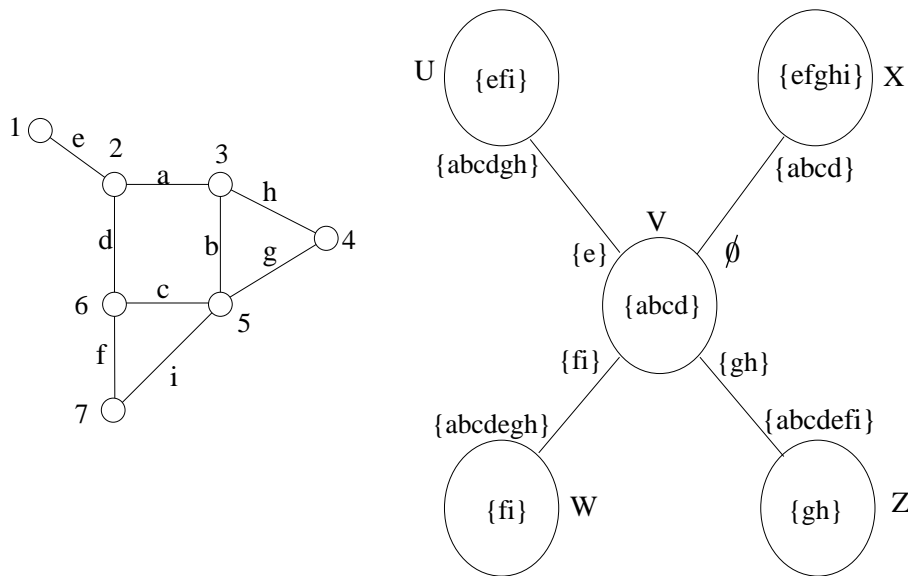 1
e
2
3
a
h
d
b
4
g
6
c
5
f
i
7
U
{efi}
{efghi}
X
{abcdgh}
{abcd}
V
{e}
∅
{abcd}
{fi}
{gh}
{abcdegh}
{abcdefi}
{fi}
W
{gh}
Z